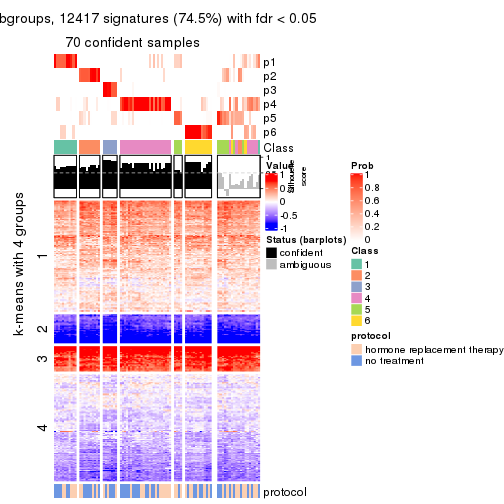 bgroups, 12417 signatures (74.5%) with fdr < 0.05
70 confident samples
p1
p2
p3
p4
p5
p6
Class
1
Silhouette
score
Value
1
0.5
0
-0.5
-1
Prob
1
0.8
0.6
0.4
0.2
0
Status (barplots)
confident
ambiguous
Class
1
2
3
4
5
6
protocol
hormone replacement therapy
no treatment
k-means with 4 groups
1
2
3
4
protocol